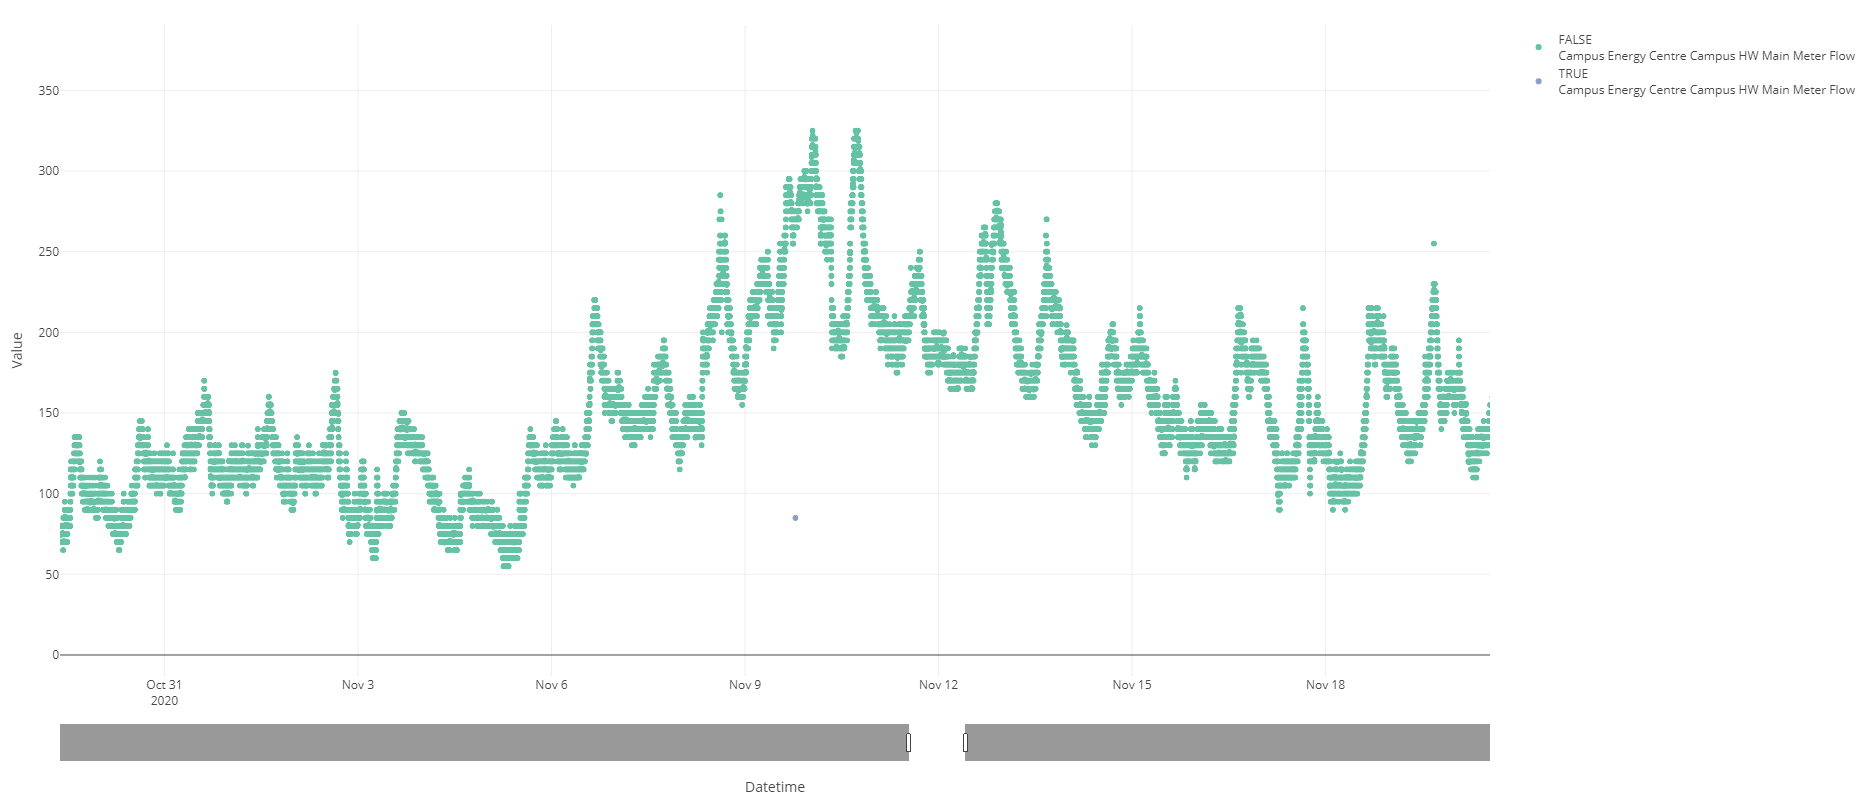 FALSE
Campus Energy Centre Campus HW Main Meter Flow
TRUE
Campus Energy Centre Campus HW Main Meter Flow
350
300
250
200
150
100
50
0
Value
Oct 31 Nov 3 Nov 6 Nov 9 Nov 12 Nov 15 Nov 18
2020
Datetime